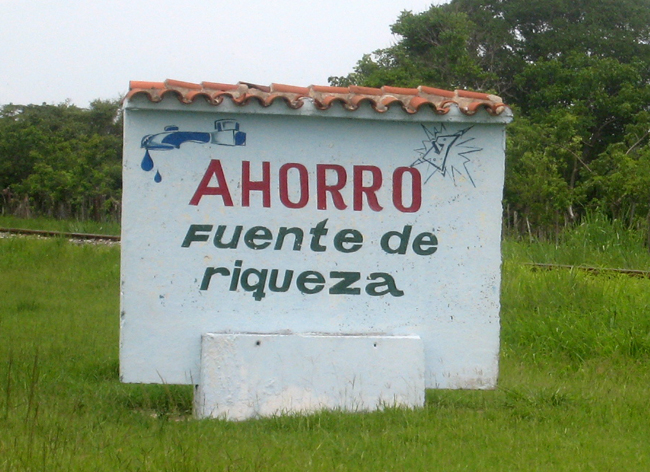 AHORRO
Fuente de
riqueza